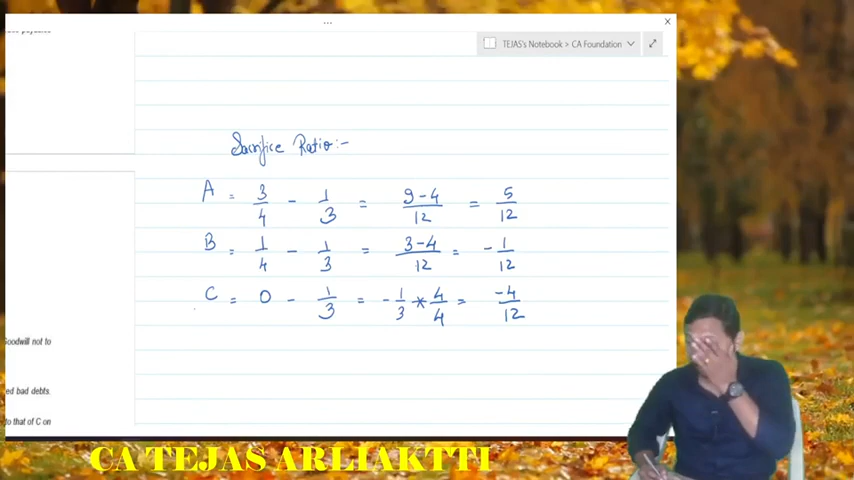 TEJAS's Notebook > CA Foundation
Sacrifice Ratio:-
A = 3/4 - 1/3 = 9-4/12 = 5/12
B = 1/4 - 1/3 = 3-4/12 = -1/12
C = 0 - 1/3 = -1/3 * 4/4 = -4/12
Goodwill not to
ed bad debts.
to that of C on
CA TEJAS ARLIAKTTI